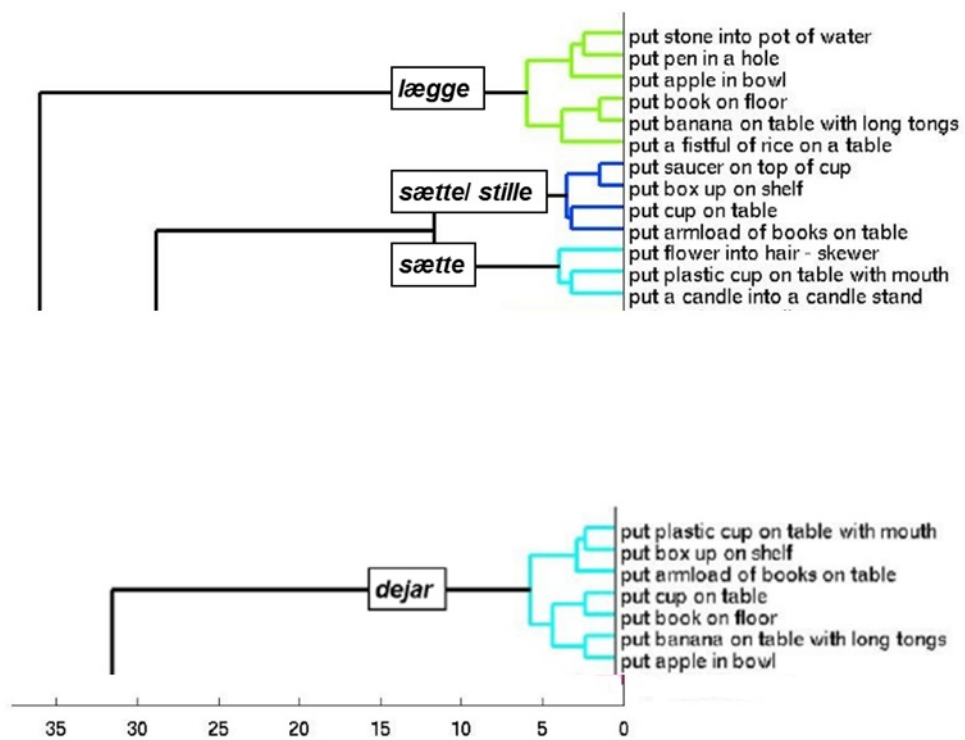 put stone into pot of water
put pen in a hole
put apple in bowl
lægge
put book on floor
put banana on table with long tongs
put a fistful of rice on a table
put saucer on top of cup
sætte/ stille
put box up on shelf
put cup on table
put armload of books on table
put flower into hair - skewer
sætte
put plastic cup on table with mouth
put a candle into a candle stand
put plastic cup on table with mouth
put box up on shelf
put armload of books on table
dejar
put cup on table
put book on floor
put banana on table with long tongs
put apple in bowl
35 30 25 20 15 10 5 0